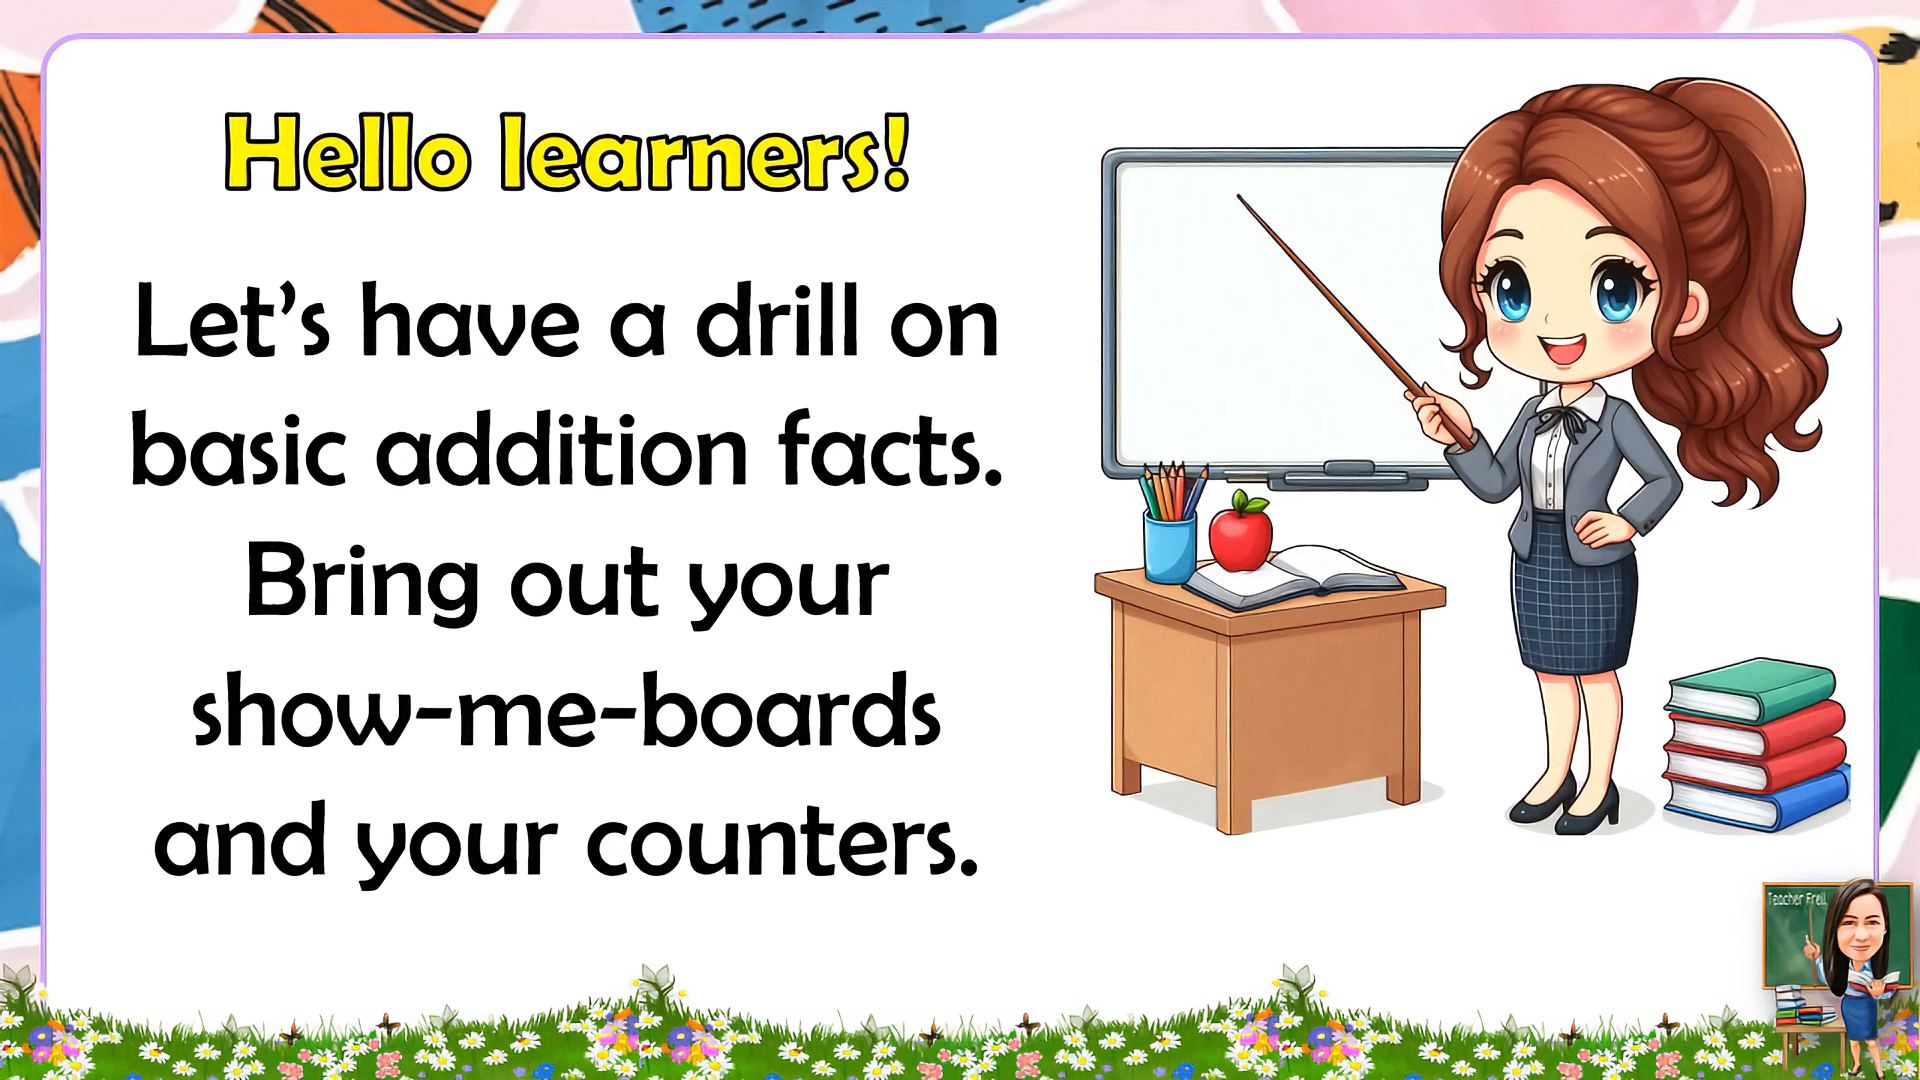 Hello learners!
Let’s have a drill on
basic addition facts.
Bring out your
show-me-boards
and your counters.
Teacher Frell